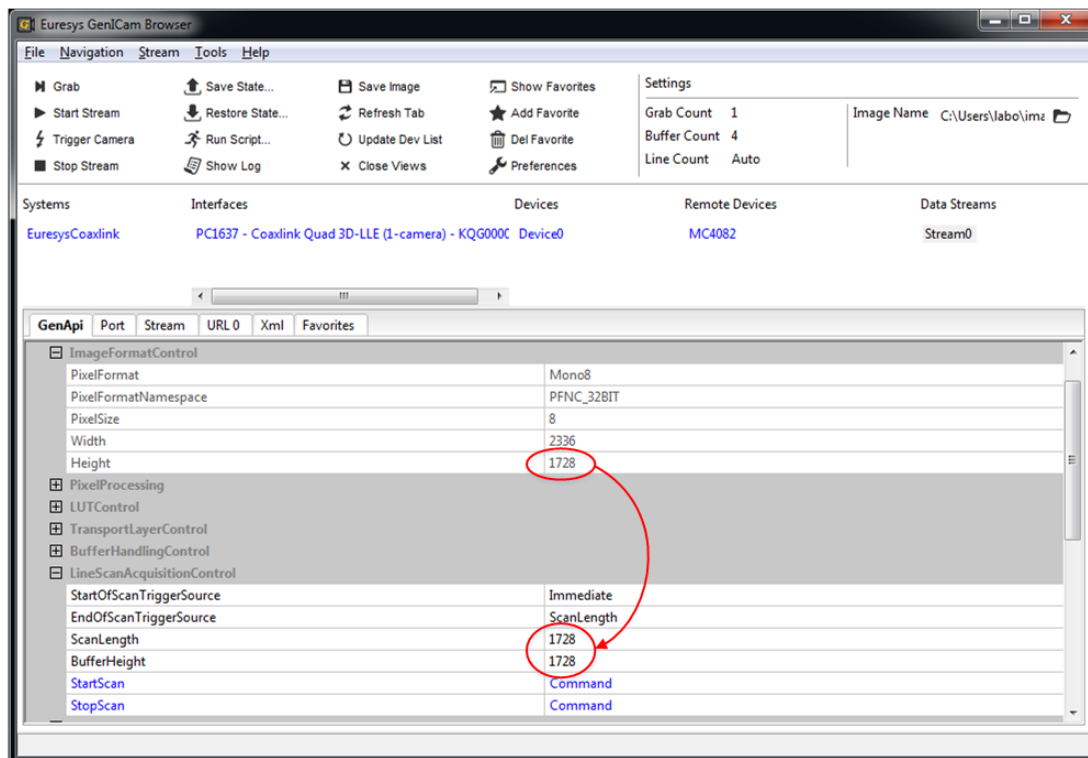 Euresys GenICam Browser
File Navigation Stream Tools Help
Grab Save State... Save Image Show Favorites Settings
Start Stream Restore State... Refresh Tab Add Favorite Grab Count 1 Image Name C:\Users\labo\ima
Trigger Camera Run Script... Update Dev List Del Favorite Buffer Count 4
Stop Stream Show Log Close Views Preferences Line Count Auto
Systems Interfaces Devices Remote Devices Data Streams
EuresysCoaxlink PC1637 - Coaxlink Quad 3D-LLE (1-camera) - KQG0000 Device0 MC4082 Stream0
GenApi Port Stream URL 0 Xml Favorites
ImageFormatControl
PixelFormat Mono8
PixelFormatNamespace PFNC_32BIT
PixelSize 8
Width 2336
Height 1728
PixelProcessing
LUTControl
TransportLayerControl
BufferHandlingControl
LineScanAcquisitionControl
StartOfScanTriggerSource Immediate
EndOfScanTriggerSource ScanLength
ScanLength 1728
BufferHeight 1728
StartScan Command
StopScan Command